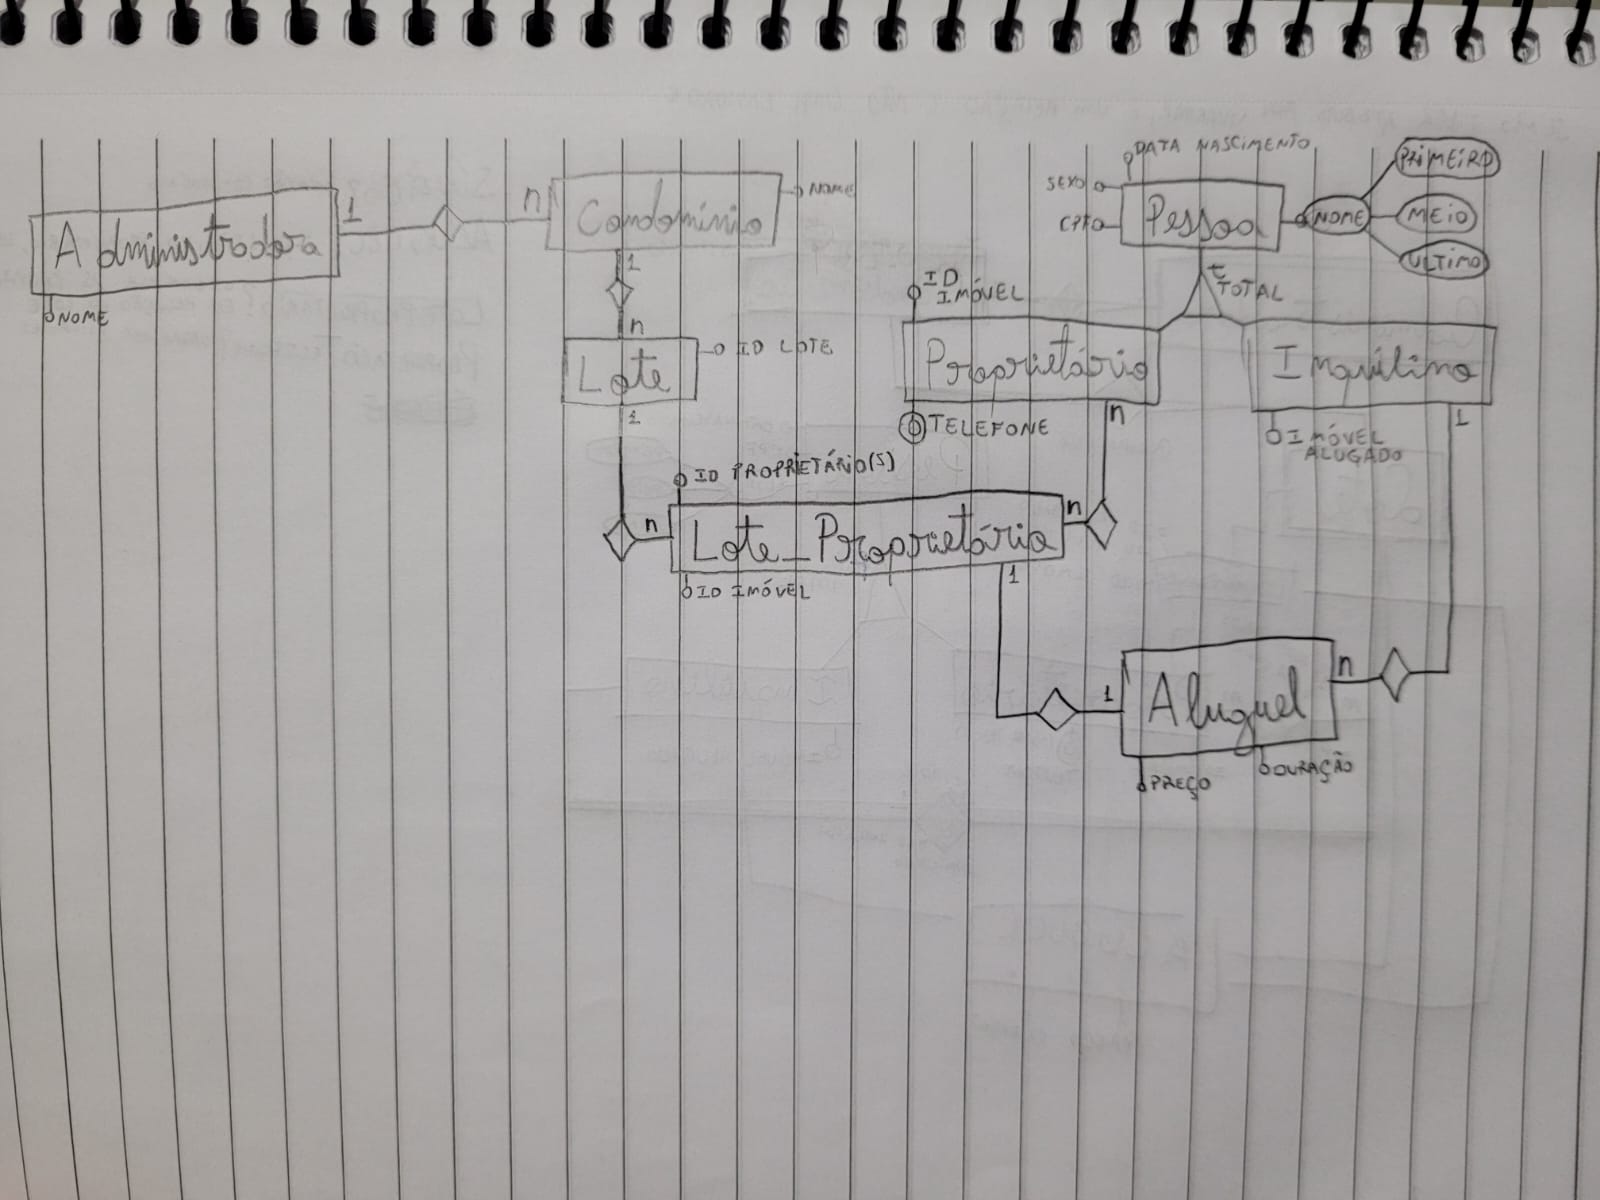 Administradora
1
n
NOME
Condomínio
NOME
1
n
Lote
ID LOTE
1
n
DATA NASCIMENTO
SEXO
CPF
Pessoa
NOME
PRIMEIRO
MEIO
ULTIMO
TOTAL
ID
IMÓVEL
Proprietário
TELEFONE
n
Inquilino
IMÓVEL
ALUGADO
1
ID PROPRIETÁRIO(S)
Lote_Proprietário
n
1
ID IMÓVEL
1
Aluguel
n
PREÇO
DURAÇÃO